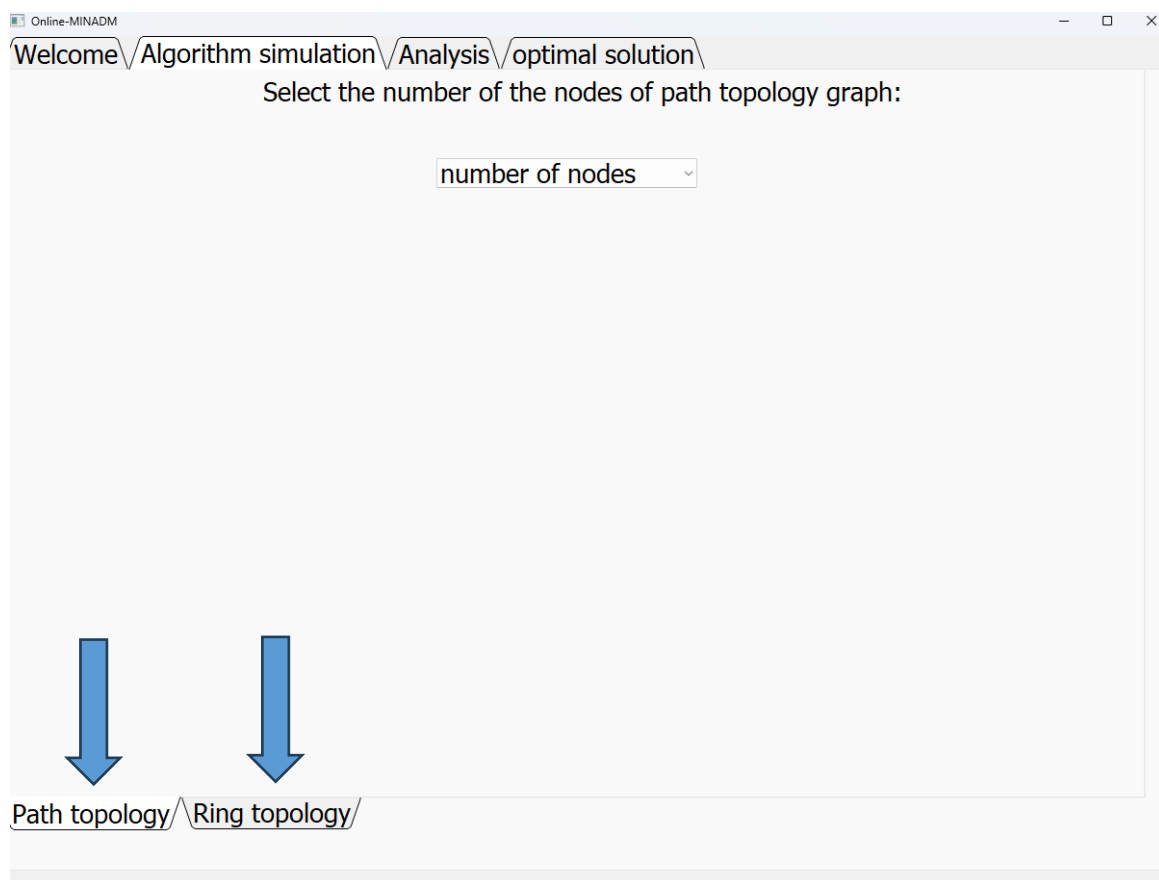 Online-MINADM
Welcome Algorithm simulation Analysis optimal solution
Select the number of the nodes of path topology graph:
number of nodes
Path topology Ring topology